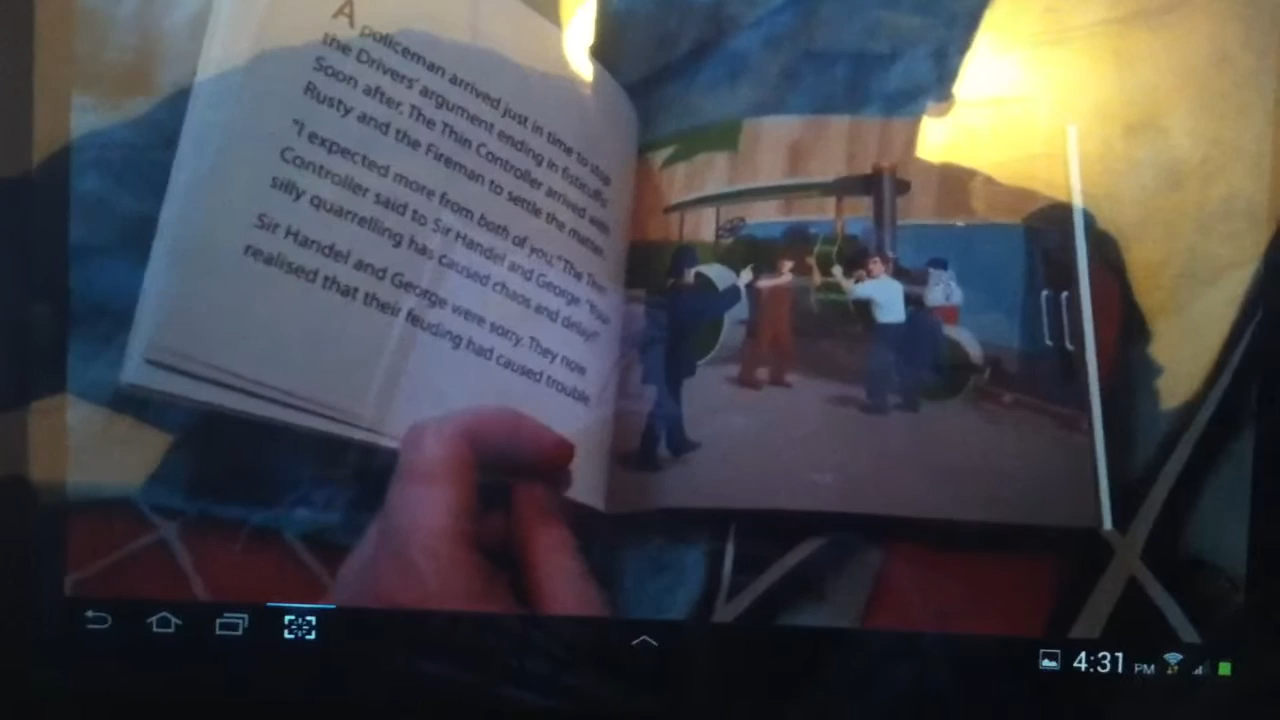 A policeman arrived just in time to stop
the Drivers' argument ending in fisticuffs.
Soon after, The Thin Controller arrived with
Rusty and the Fireman to settle the matter.
"I expected more from both of you," The Thin
Controller said to Sir Handel and George. "Your
silly quarrelling has caused chaos and delay!"
Sir Handel and George were sorry. They now
realised that their feuding had caused trouble
4:31 PM